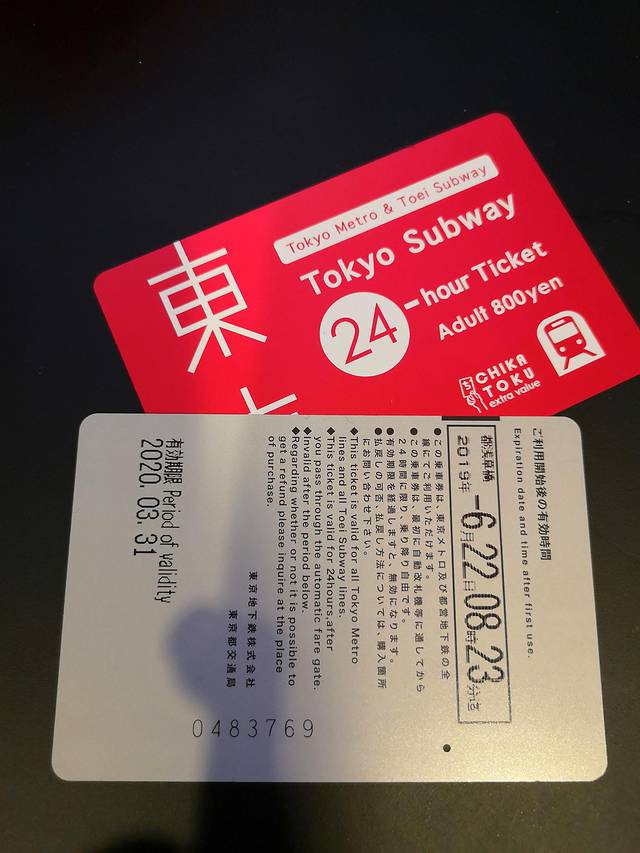 Tokyo Metro & Toei Subway
Tokyo Subway
24-hour Ticket
Adult 800yen
東
CHIKA
TOKU
extra value
ご利用開始後の有効時間
Expiration date and time after first use.
都浅草橋
2019年-6月22日08時23分迄
●この乗車券は、東京メトロ及び都営地下鉄の全
線にてご利用いただけます。
●この乗車券は、最初に自動改札機等に通してから
24時間に限り、乗り降り自由です。
●有効期限を経過しますと、無効になります。
●払戻しの可否、払戻し方法については、購入箇所
にお問い合わせ下さい。
◆This ticket is valid for all Tokyo Metro
lines and all Toei Subway lines.
◆This ticket is valid for 24hours,after
you pass through the automatic fare gate.
◆Invalid after the period below.
◆Regarding whether or not it is possible to
get a refund please inquire at the place
of purchase.
東京地下鉄株式会社
東京都交通局
有効期限 Period of validity
2020.03.31
0483769